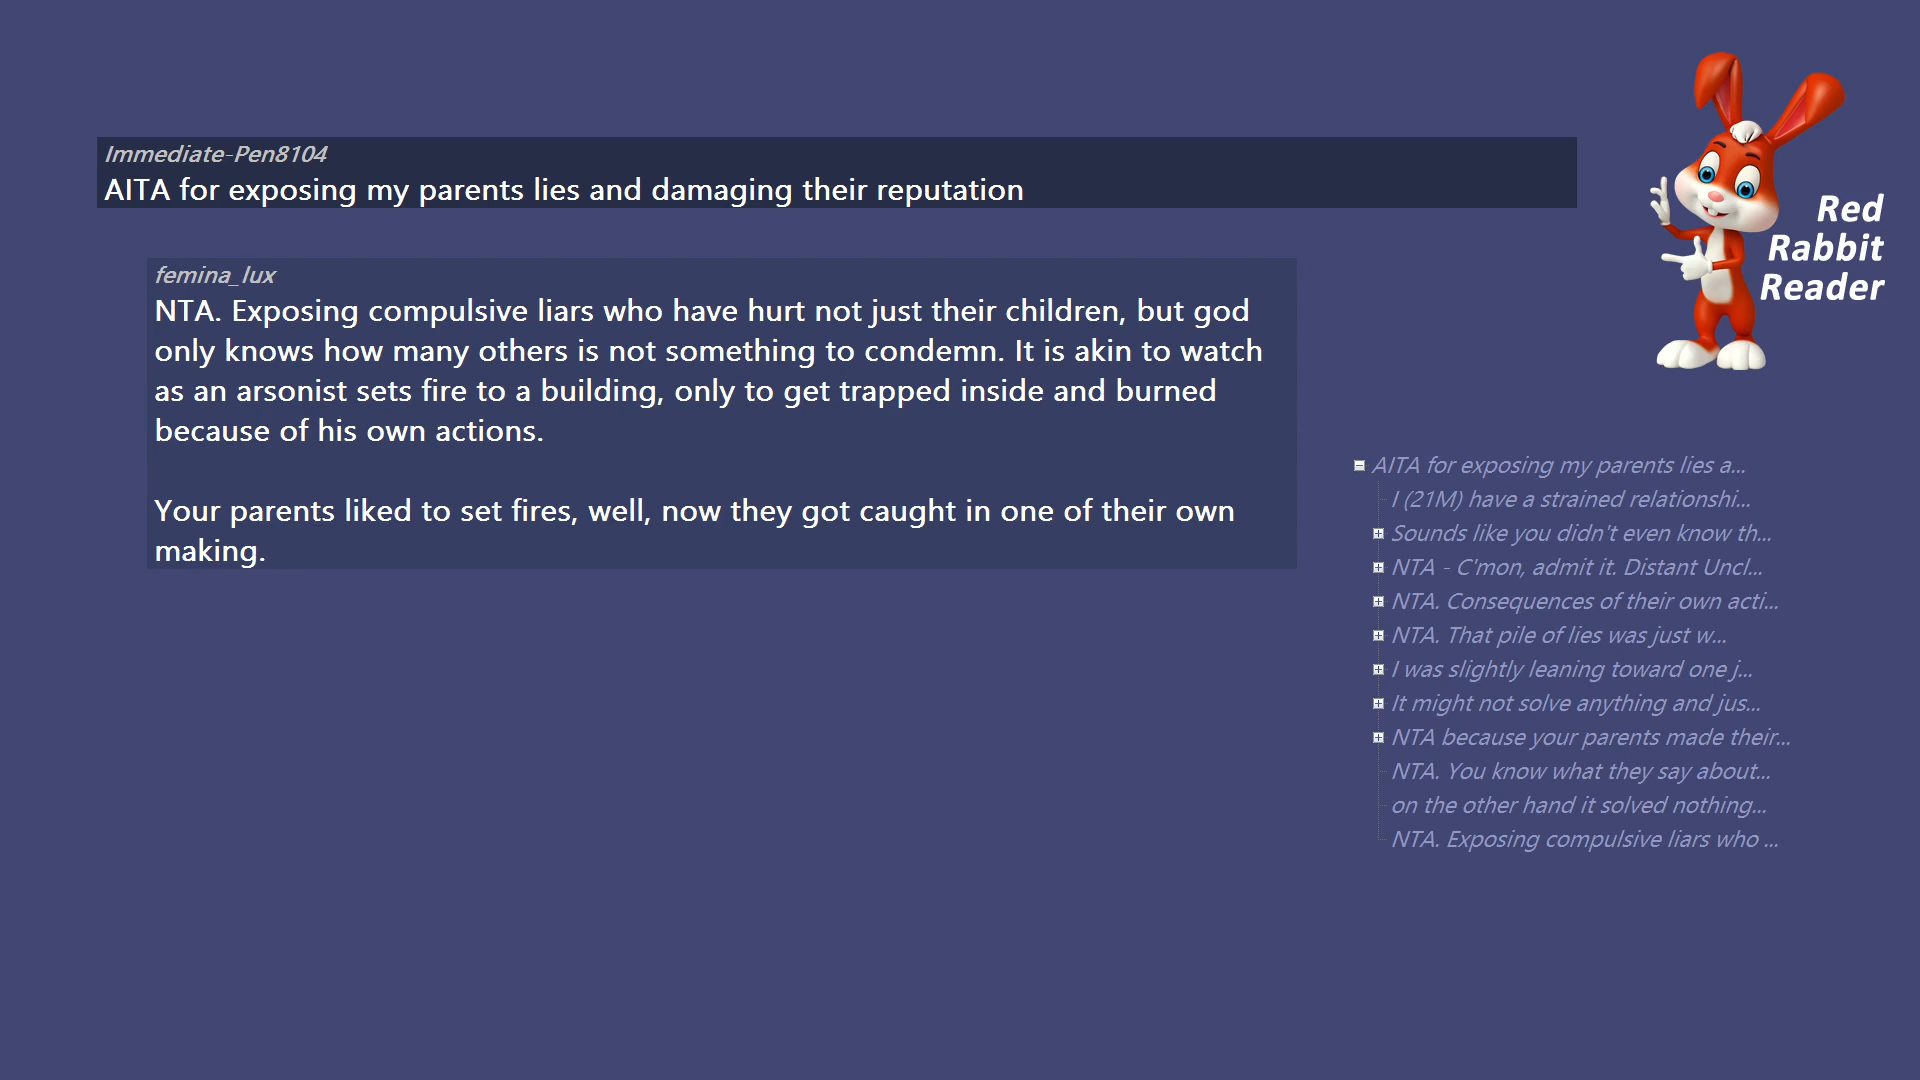 Immediate-Pen8104
AITA for exposing my parents lies and damaging their reputation
femina_lux
NTA. Exposing compulsive liars who have hurt not just their children, but god
only knows how many others is not something to condemn. It is akin to watch
as an arsonist sets fire to a building, only to get trapped inside and burned
because of his own actions.
Your parents liked to set fires, well, now they got caught in one of their own
making.
Red
Rabbit
Reader
AITA for exposing my parents lies a...
I (21M) have a strained relationshi...
Sounds like you didn't even know th...
NTA - C'mon, admit it. Distant Uncl...
NTA. Consequences of their own acti...
NTA. That pile of lies was just w...
I was slightly leaning toward one j...
It might not solve anything and jus...
NTA because your parents made their...
NTA. You know what they say about...
on the other hand it solved nothing...
NTA. Exposing compulsive liars who ...